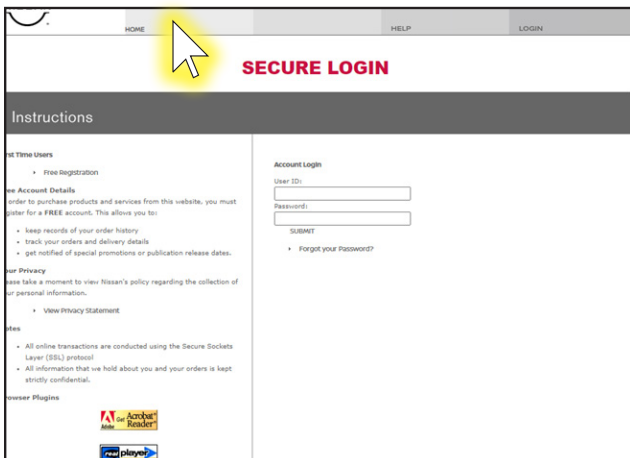 HOME
HELP
LOGIN
SECURE LOGIN
Instructions
rst Time Users
Free Registration
ee Account Details
order to purchase products and services from this website, you must
gister for a FREE account. This allows you to:
keep records of your order history
track your orders and delivery details
get notified of special promotions or publication release dates.
our Privacy
ease take a moment to view Nissan's policy regarding the collection of
ur personal information.
View Privacy Statement
otes
All online transactions are conducted using the Secure Sockets
Layer (SSL) protocol
All information that we hold about you and your orders is kept
strictly confidential.
rowser Plugins
Get Acrobat®
Adobe Reader®
real player
Account Login
User ID:
Password:
SUBMIT
Forgot your Password?